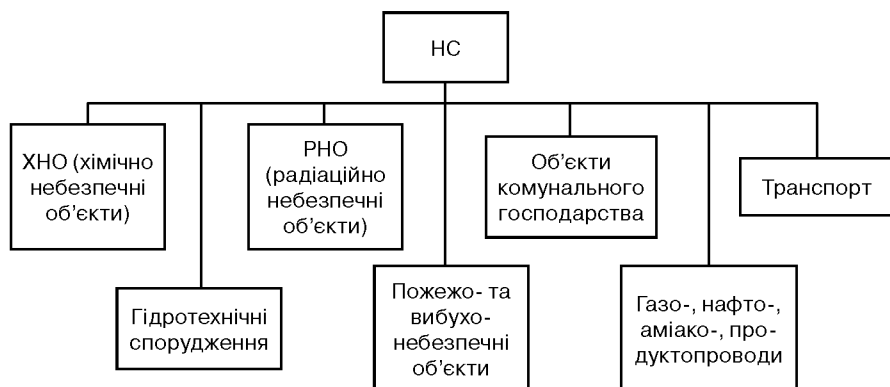 НС
ХНО (хімічно
небезпечні
об’єкти)
РНО
(радіаційно
небезпечні
об’єкти)
Об’єкти
комунального
господарства
Транспорт
Гідротехнічні
спорудження
Пожежо- та
вибухо-
небезпечні
об’єкти
Газо-, нафто-,
аміако-, про-
дуктопроводи